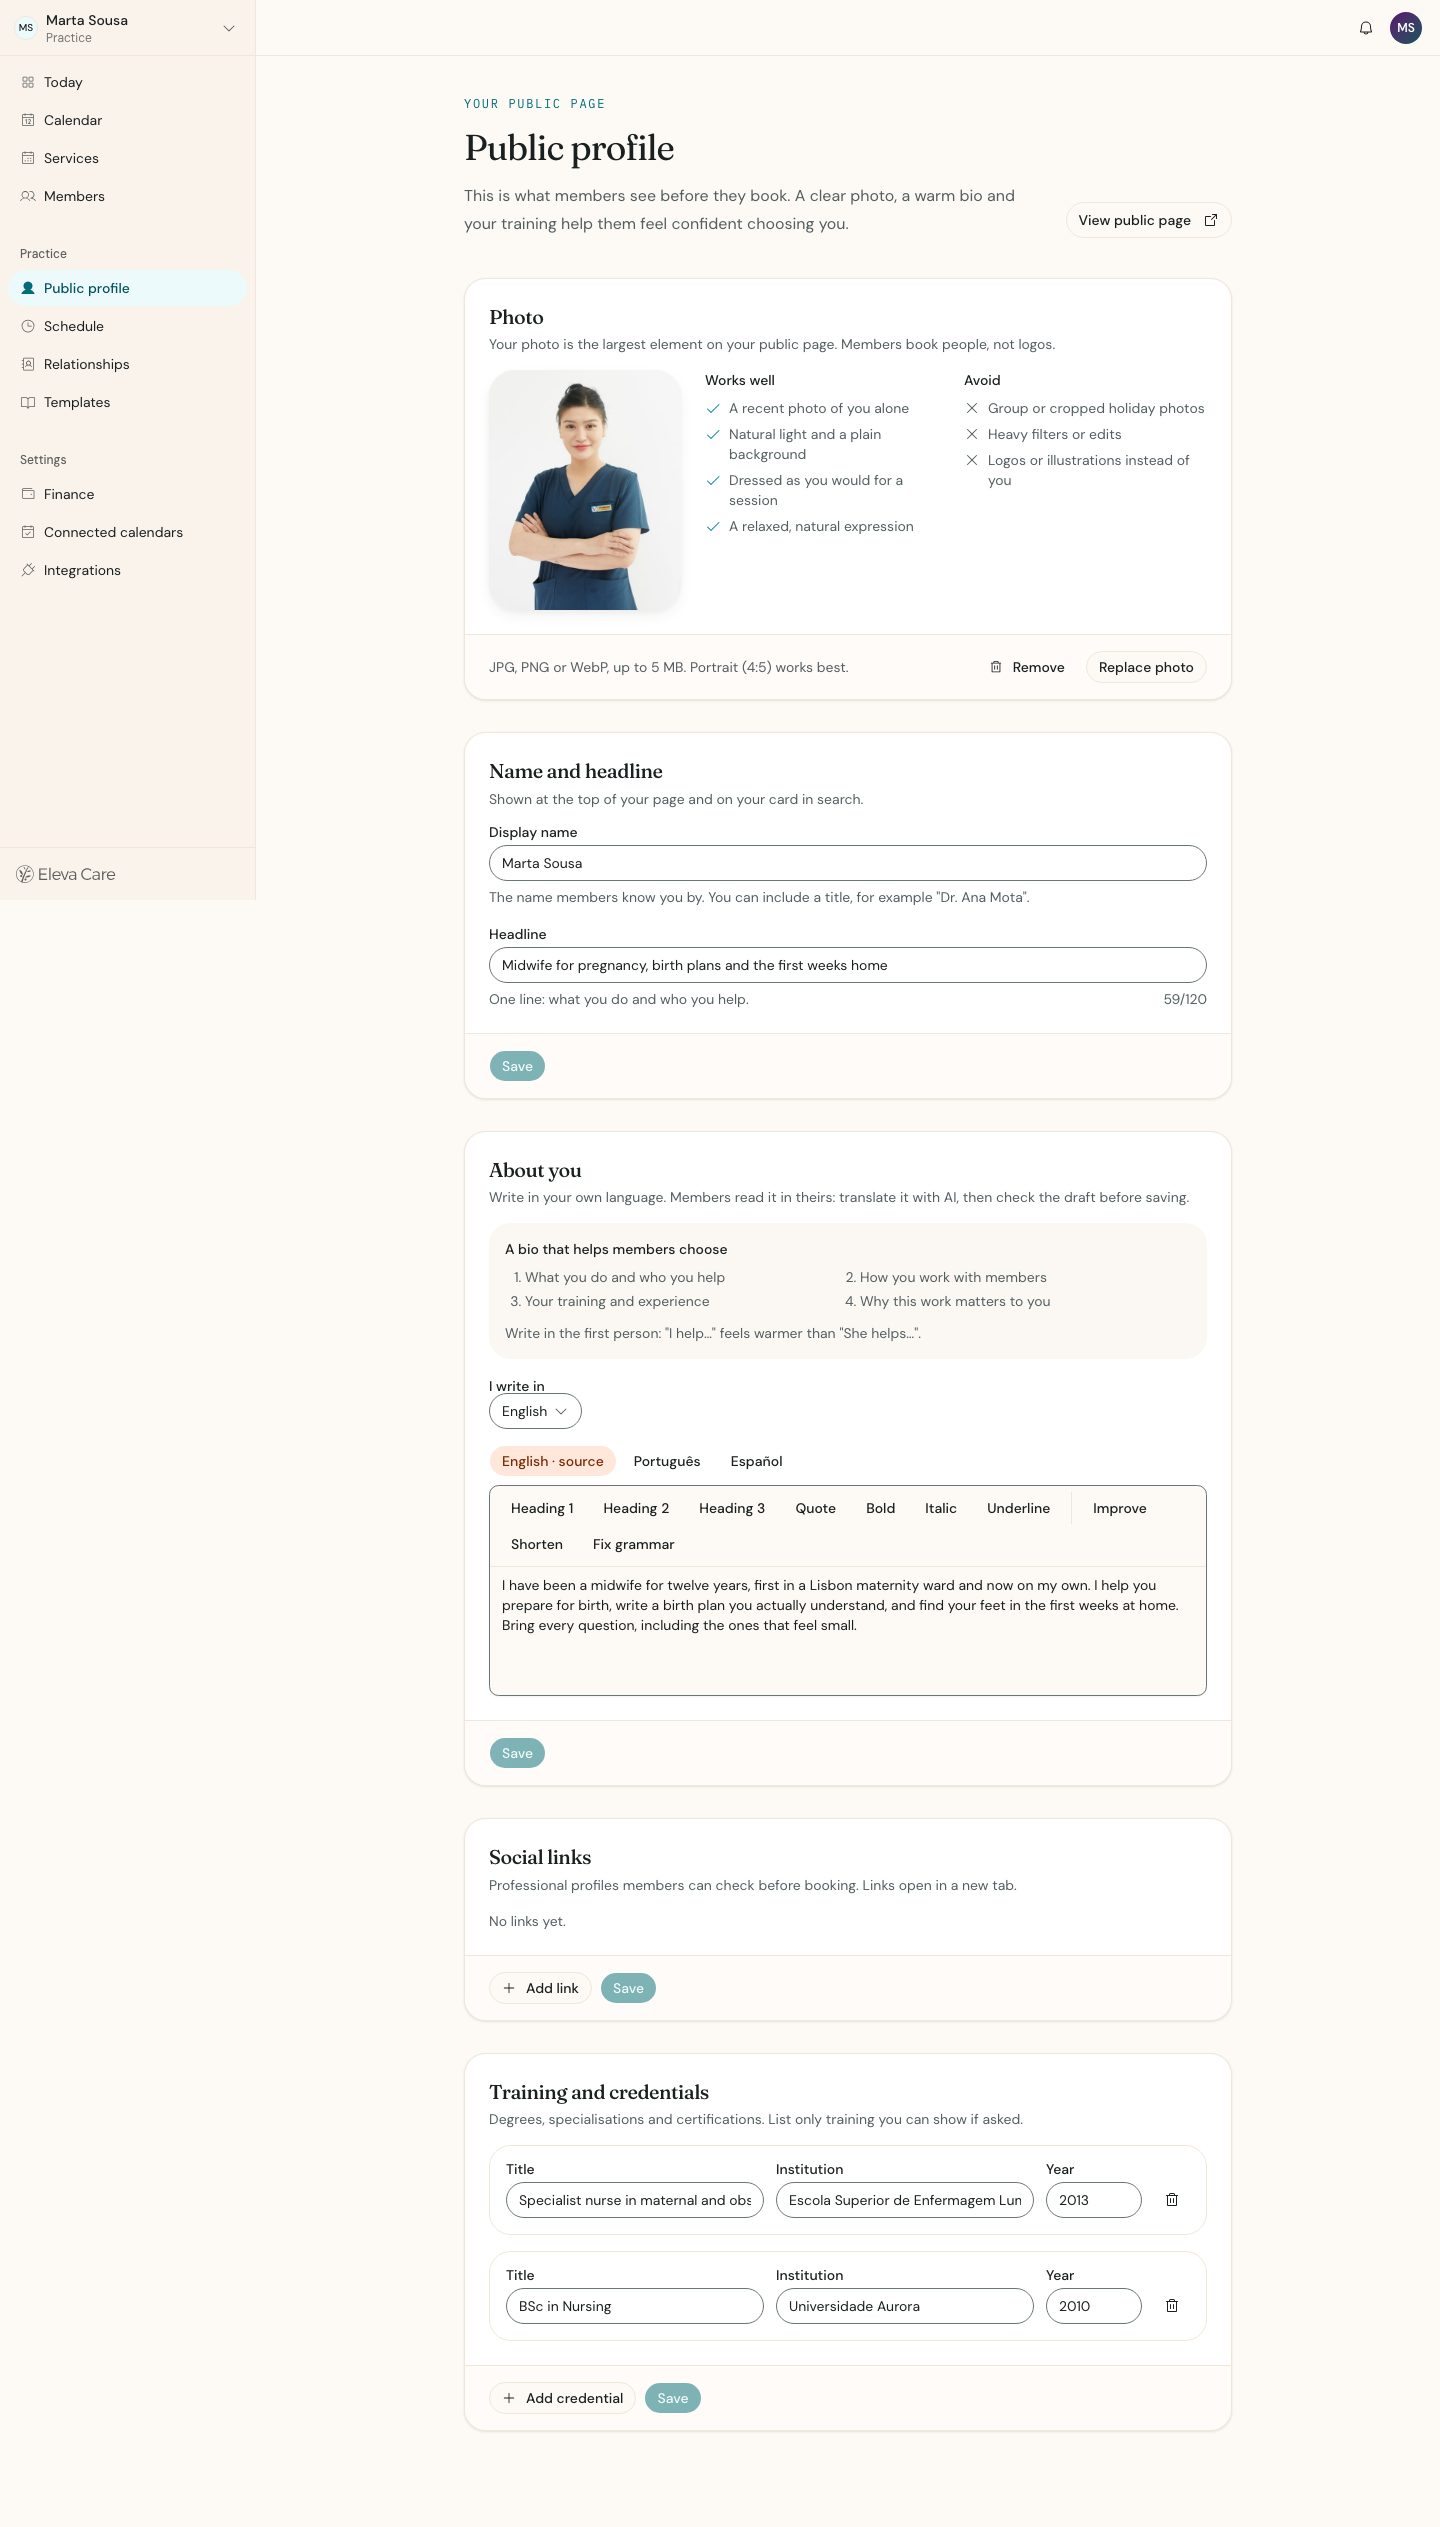 MS
Marta Sousa
Practice
MS
Today
Calendar
Services
Members
Practice
Public profile
Schedule
Relationships
Templates
Settings
Finance
Connected calendars
Integrations
Eleva Care
YOUR PUBLIC PAGE
Public profile
This is what members see before they book. A clear photo, a warm bio and
your training help them feel confident choosing you.
View public page
Photo
Your photo is the largest element on your public page. Members book people, not logos.
Works well
A recent photo of you alone
Natural light and a plain
background
Dressed as you would for a
session
A relaxed, natural expression
Avoid
Group or cropped holiday photos
Heavy filters or edits
Logos or illustrations instead of
you
JPG, PNG or WebP, up to 5 MB. Portrait (4:5) works best.
Remove
Replace photo
Name and headline
Shown at the top of your page and on your card in search.
Display name
Marta Sousa
The name members know you by. You can include a title, for example "Dr. Ana Mota".
Headline
Midwife for pregnancy, birth plans and the first weeks home
One line: what you do and who you help.
59/120
Save
About you
Write in your own language. Members read it in theirs: translate it with AI, then check the draft before saving.
A bio that helps members choose
1. What you do and who you help
2. How you work with members
3. Your training and experience
4. Why this work matters to you
Write in the first person: "I help…" feels warmer than "She helps…".
I write in
English
English · source
Português
Español
Heading 1
Heading 2
Heading 3
Quote
Bold
Italic
Underline
Improve
Shorten
Fix grammar
I have been a midwife for twelve years, first in a Lisbon maternity ward and now on my own. I help you
prepare for birth, write a birth plan you actually understand, and find your feet in the first weeks at home.
Bring every question, including the ones that feel small.
Save
Social links
Professional profiles members can check before booking. Links open in a new tab.
No links yet.
Add link
Save
Training and credentials
Degrees, specialisations and certifications. List only training you can show if asked.
Title
Institution
Year
Specialist nurse in maternal and obs
Escola Superior de Enfermagem Lun
2013
Title
Institution
Year
BSc in Nursing
Universidade Aurora
2010
Add credential
Save